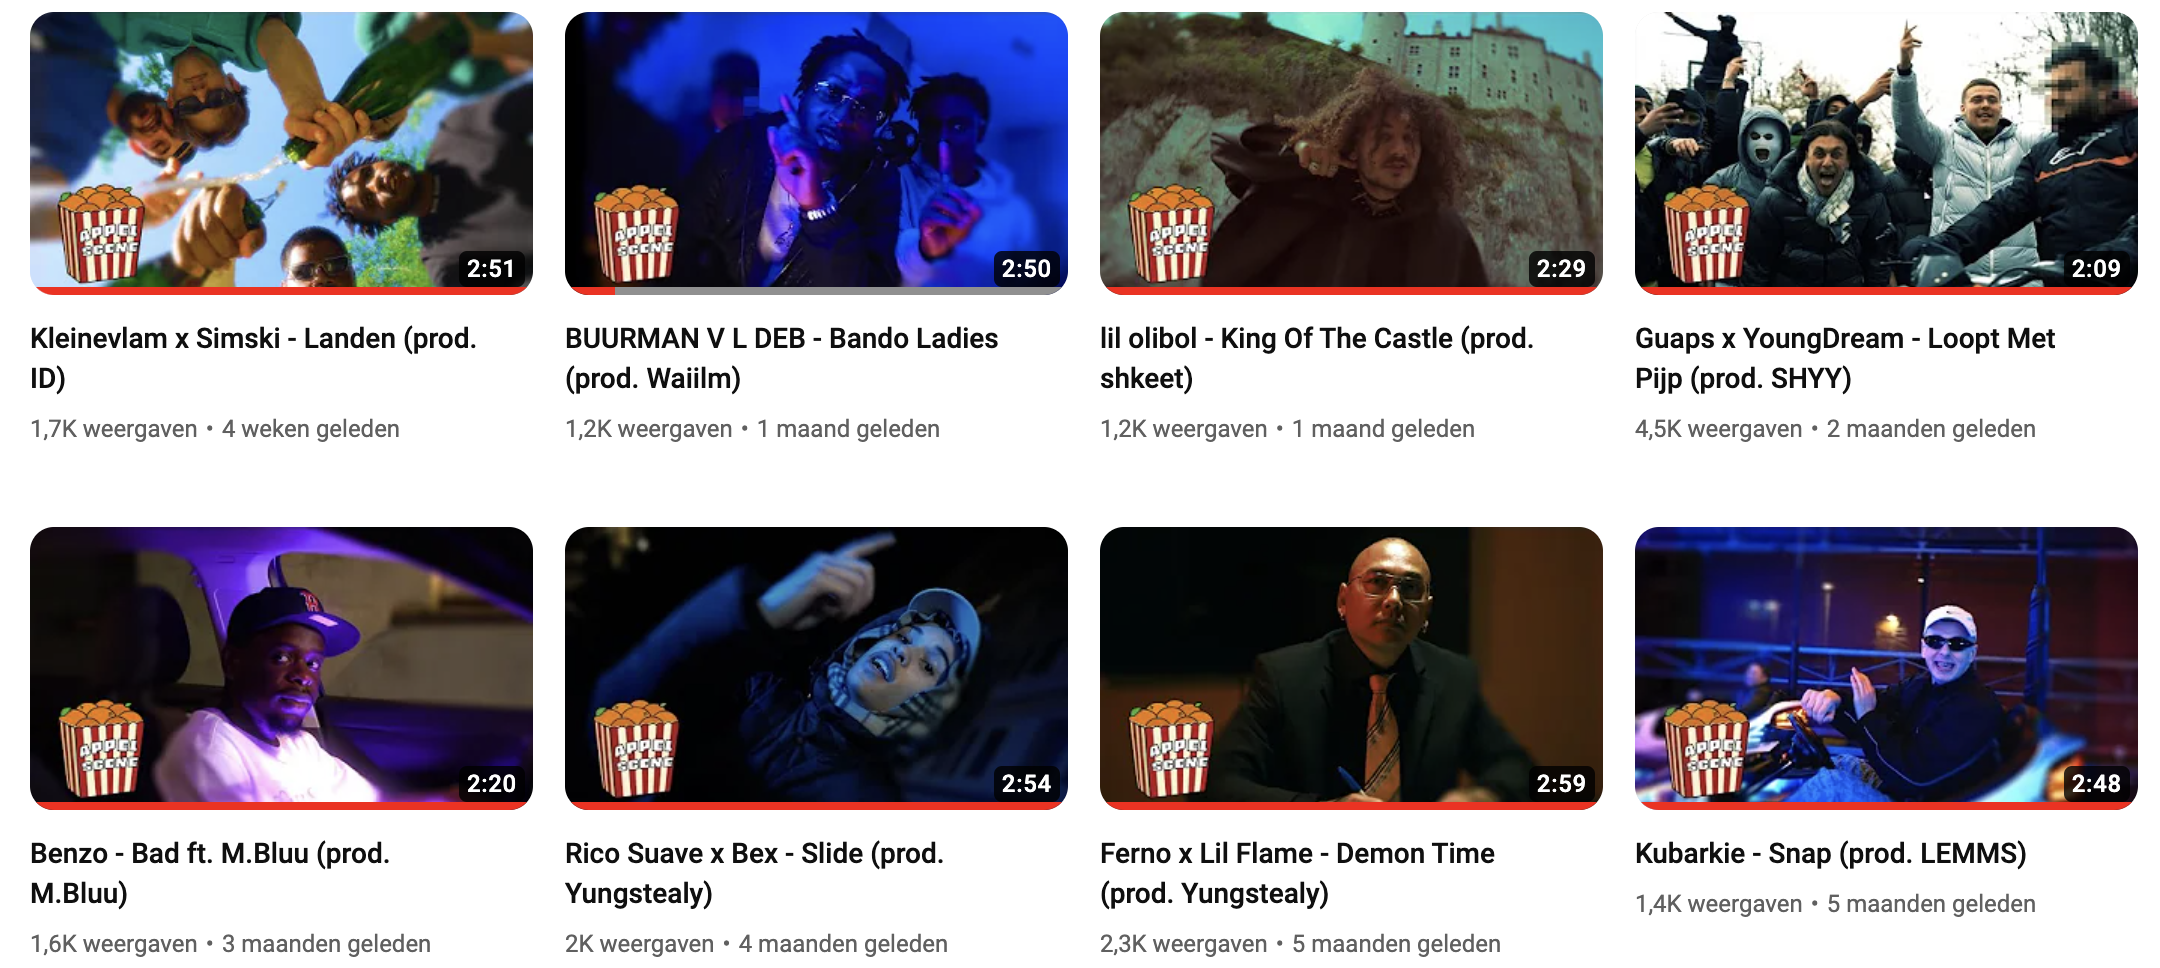 APPEL
SCENE
2:51
APPEL
SCENE
2:50
APPEL
SCENE
2:29
APPEL
SCENE
2:09
Kleinevlam x Simski - Landen (prod.
ID)
1,7K weergaven • 4 weken geleden
BUURMAN V L DEB - Bando Ladies
(prod. Waiilm)
1,2K weergaven • 1 maand geleden
lil olibol - King Of The Castle (prod.
shkeet)
1,2K weergaven • 1 maand geleden
Guaps x YoungDream - Loopt Met
Pijp (prod. SHYY)
4,5K weergaven • 2 maanden geleden
APPEL
SCENE
2:20
APPEL
SCENE
2:54
APPEL
SCENE
2:59
APPEL
SCENE
2:48
Benzo - Bad ft. M.Bluu (prod.
M.Bluu)
1,6K weergaven • 3 maanden geleden
Rico Suave x Bex - Slide (prod.
Yungstealy)
2K weergaven • 4 maanden geleden
Ferno x Lil Flame - Demon Time
(prod. Yungstealy)
2,3K weergaven • 5 maanden geleden
Kubarkie - Snap (prod. LEMMS)
1,4K weergaven • 5 maanden geleden